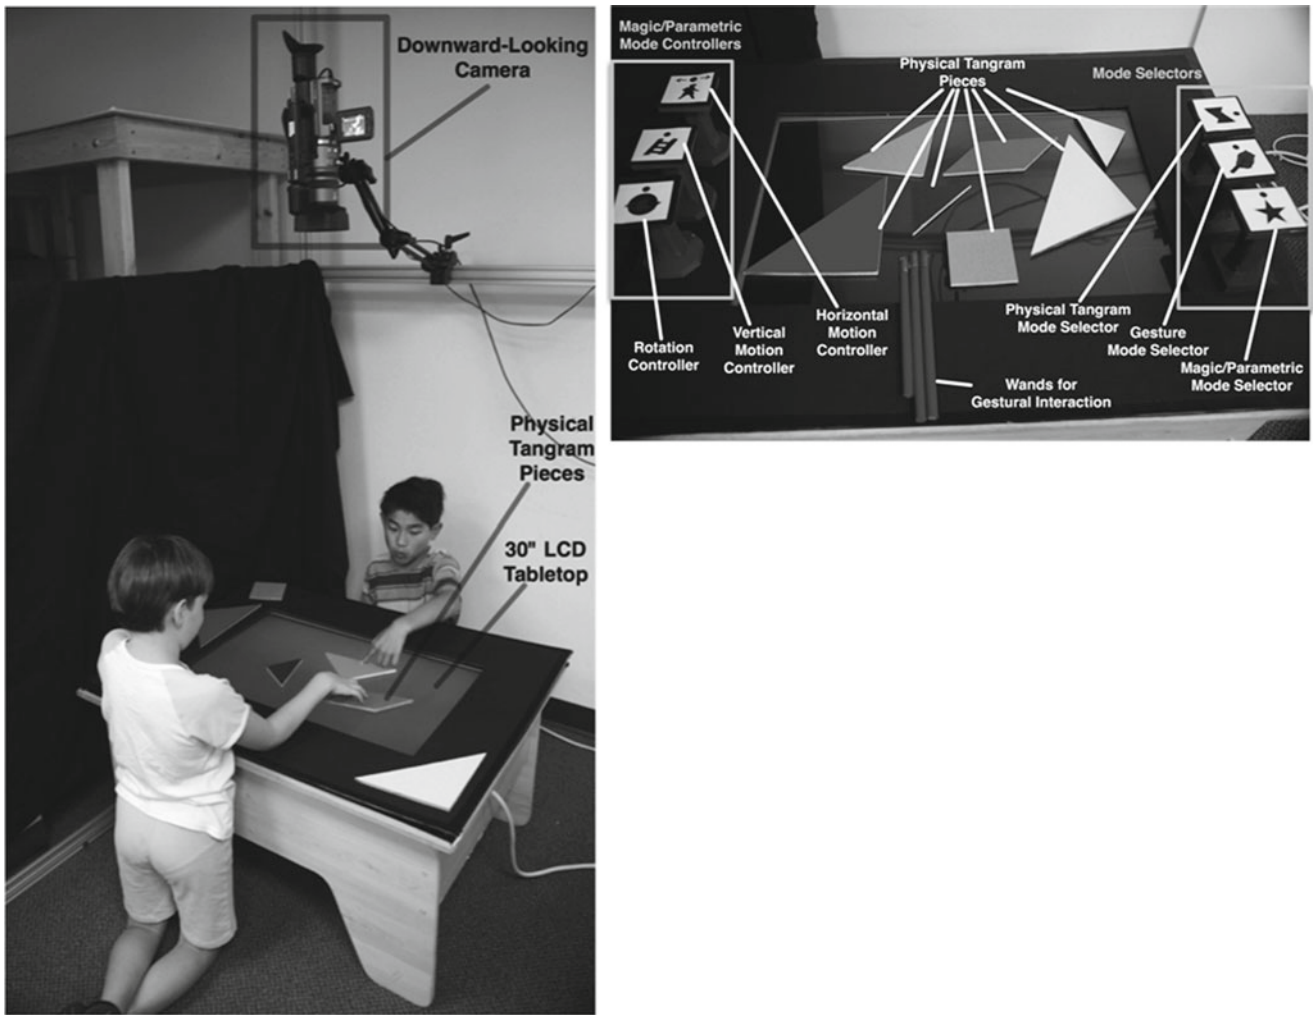 Downward-Looking
Camera
Physical
Tangram
Pieces
30" LCD
Tabletop
Magic/Parametric
Mode Controllers
Physical Tangram
Pieces
Mode Selectors
Rotation
Controller
Vertical
Motion
Controller
Horizontal
Motion
Controller
Physical Tangram
Mode Selector
Gesture
Mode Selector
Magic/Parametric
Mode Selector
Wands for
Gestural Interaction